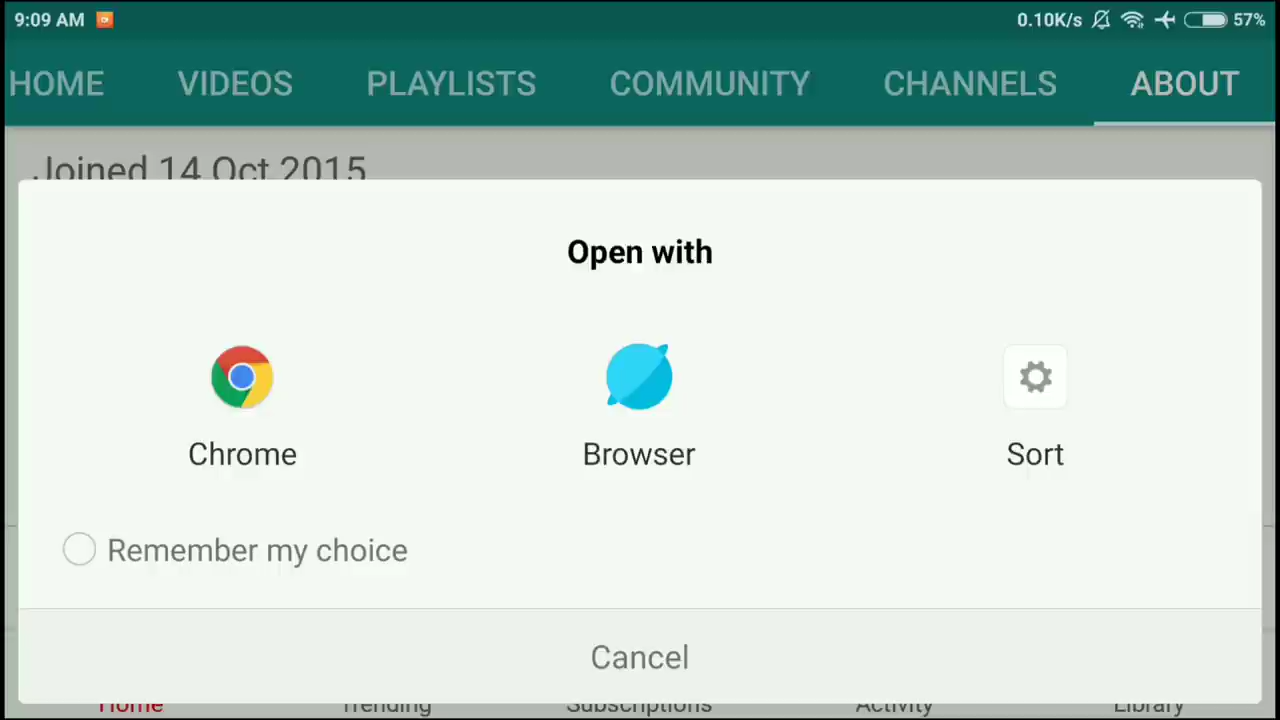 9:09 AM 0.10K/s 57%
HOME VIDEOS PLAYLISTS COMMUNITY CHANNELS ABOUT
Joined 14 Oct 2015
Open with
Chrome Browser Sort
Remember my choice
Cancel
Home Trending Subscriptions Activity Library